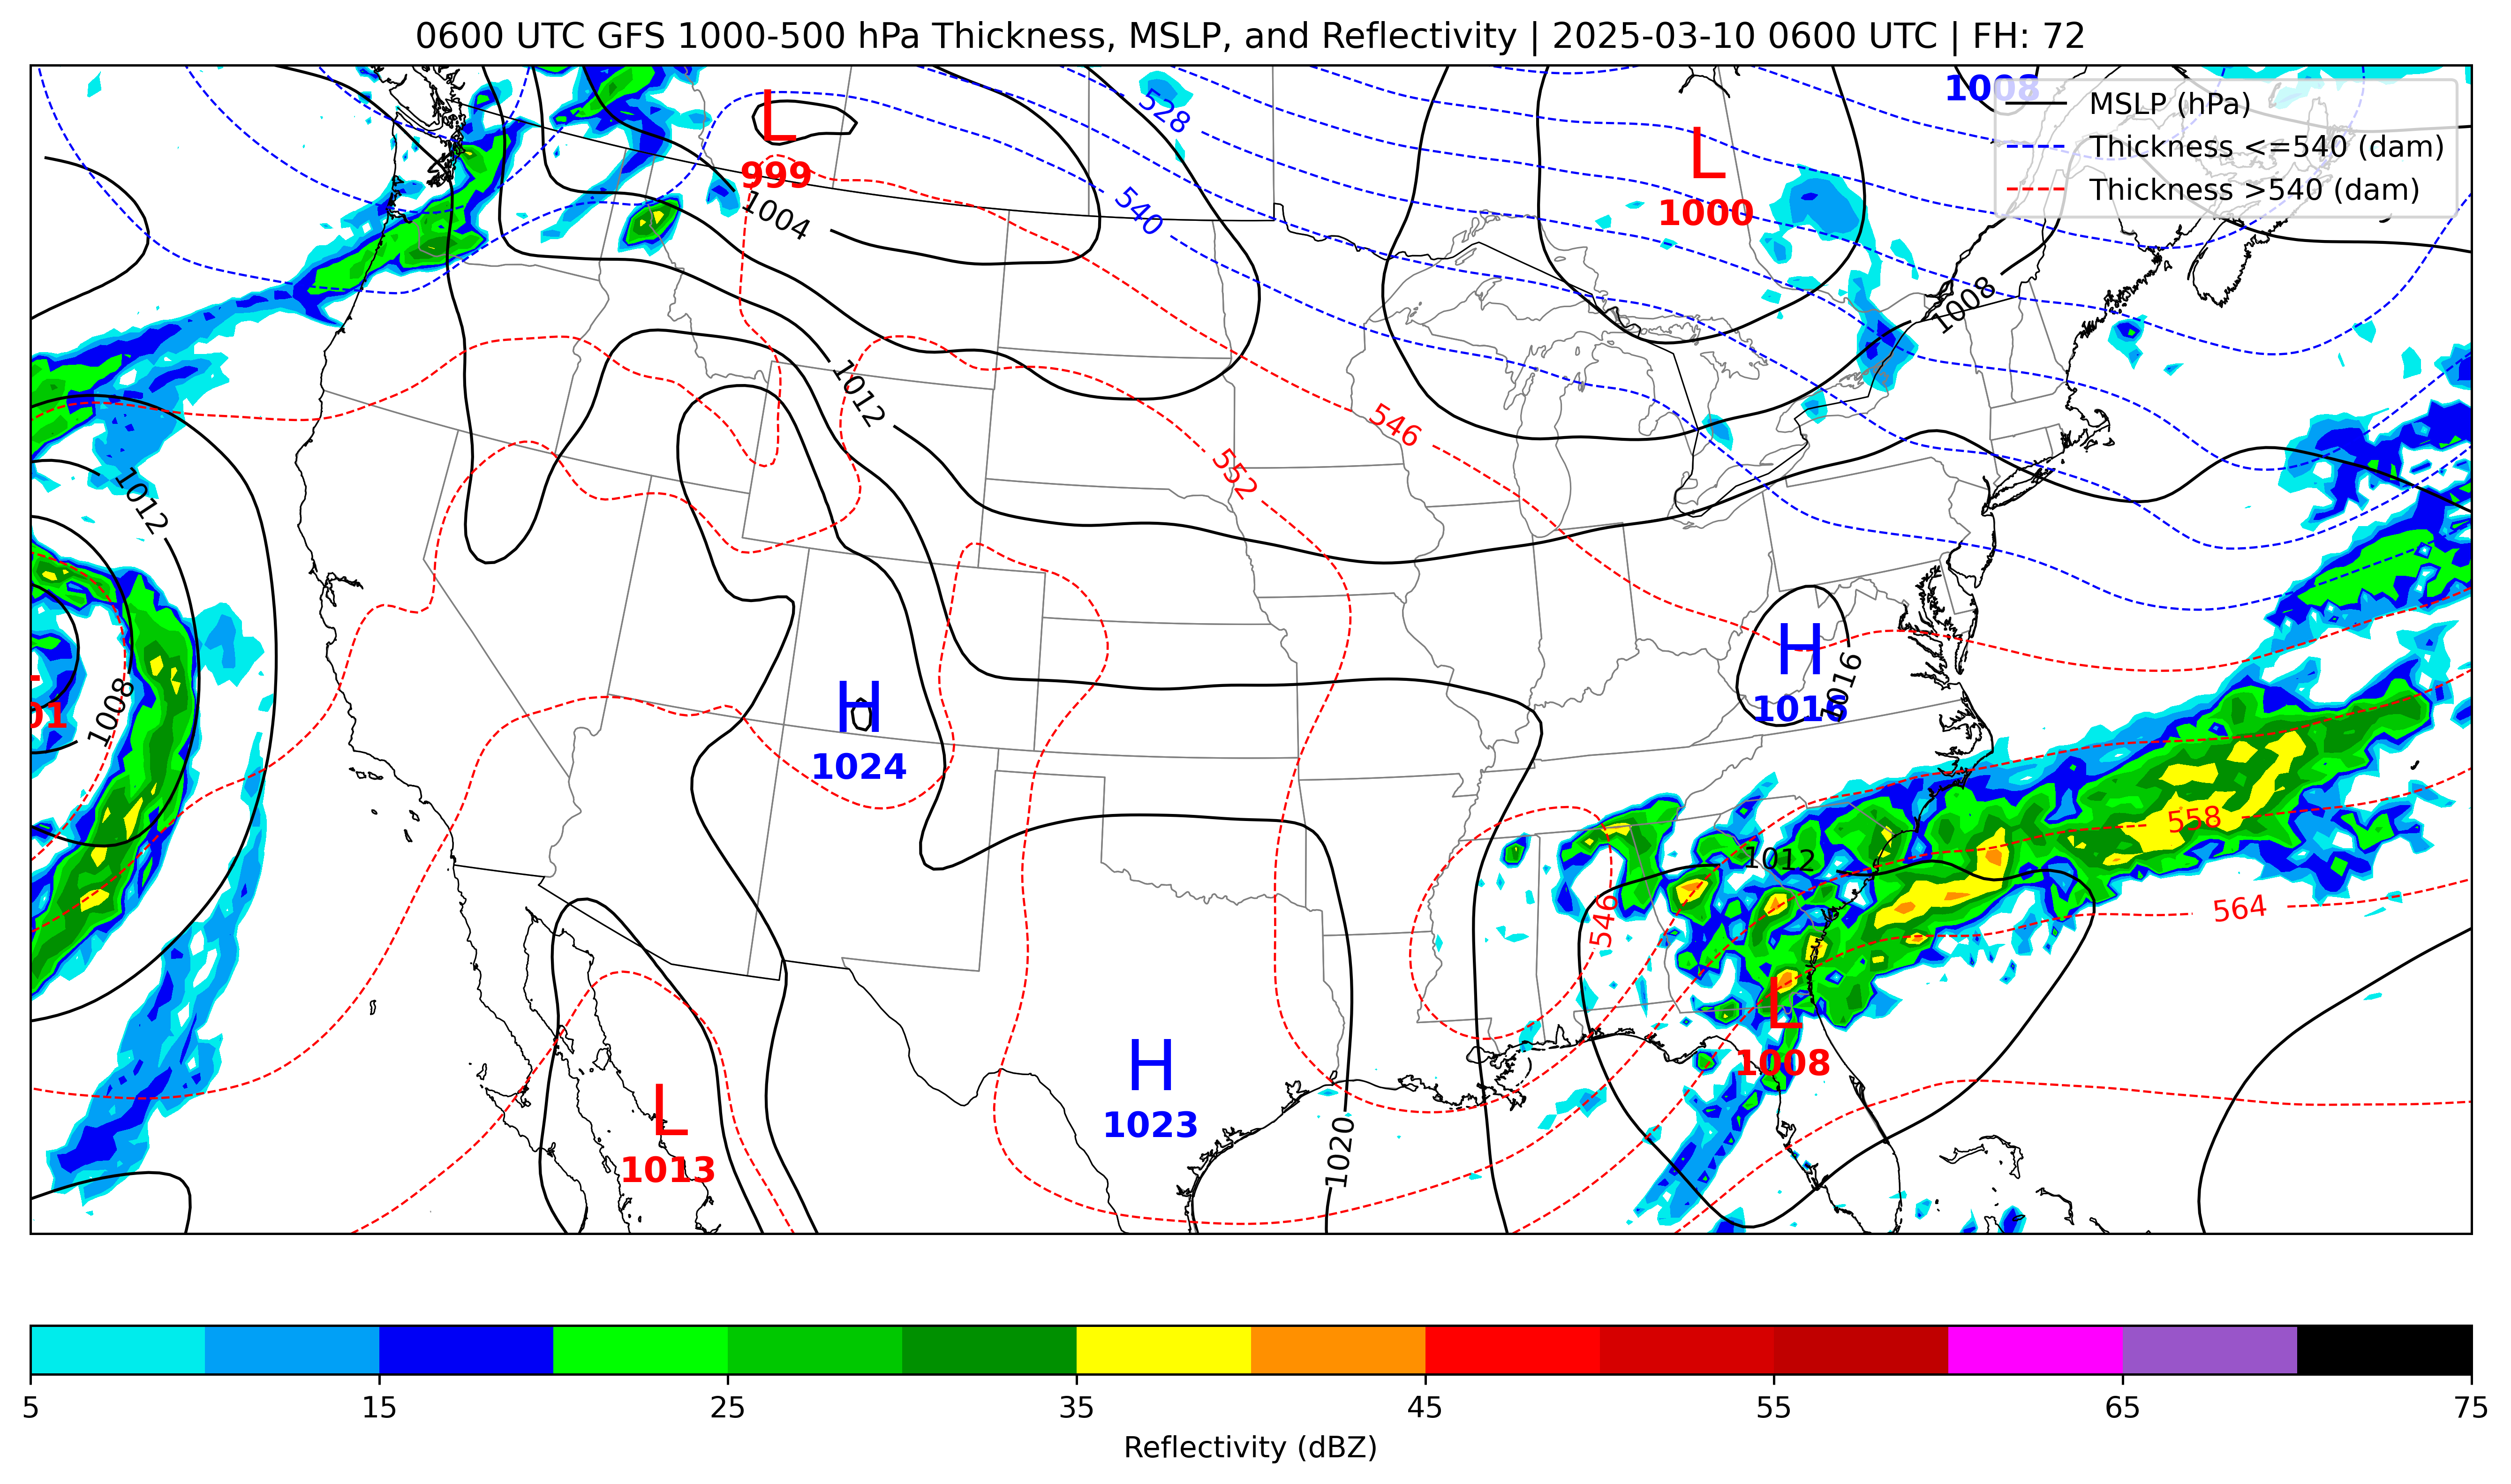 0600 UTC GFS 1000-500 hPa Thickness, MSLP, and Reflectivity | 2025-03-10 0600 UTC | FH: 72
L
999
1004
528
540
L
1000
1008
MSLP (hPa)
Thickness <=540 (dam)
Thickness >540 (dam)
1008
1012
546
552
1012
1008
H
1024
H
1016
1016
558
564
1012
546
L
1008
L
1013
H
1023
1020
5 15 25 35 45 55 65 75
Reflectivity (dBZ)